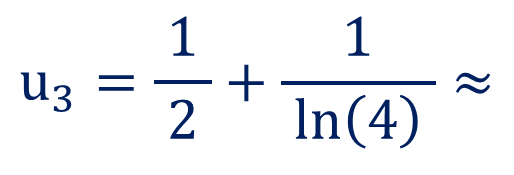 u₃ = 1/2 + 1/ln(4) ≈